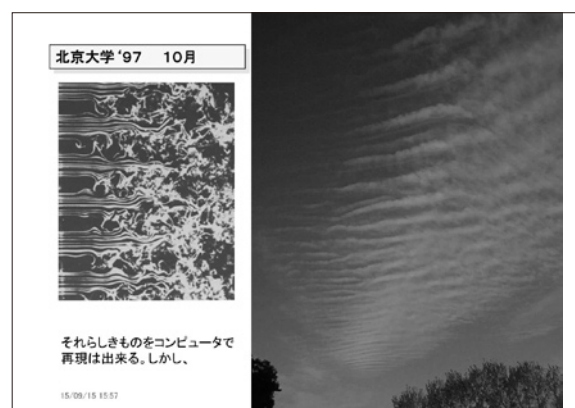 北京大学‘97　10月
それらしきものをコンピュータで
再現は出来る。しかし、
15/09/15 15:57